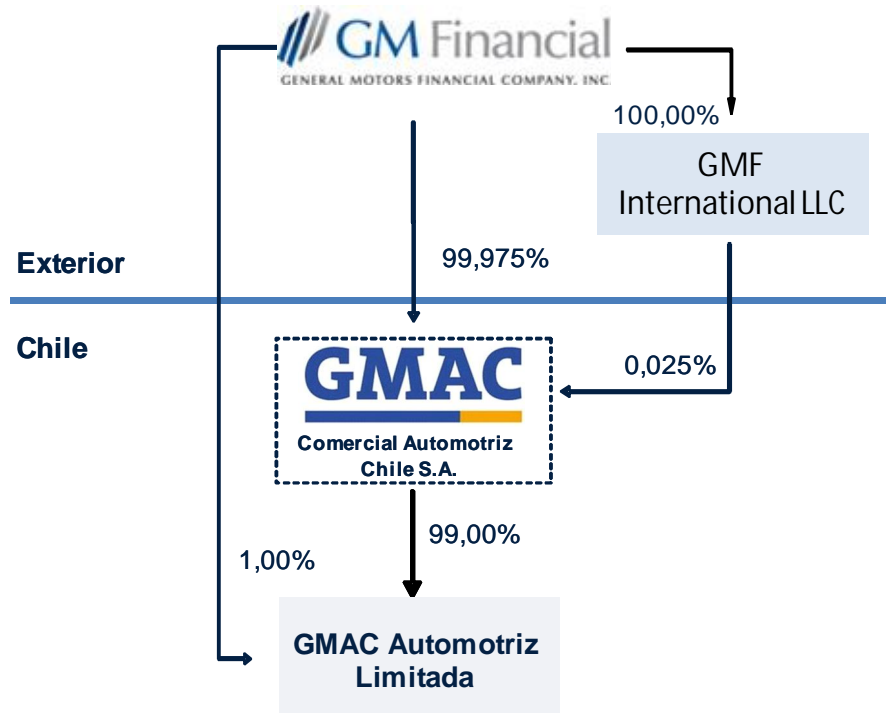 GM Financial
GENERAL MOTORS FINANCIAL COMPANY, INC.
100,00%
GMF
International LLC
Exterior
99,975%
Chile
GMAC
0,025%
Comercial Automotriz
Chile S.A.
99,00%
1,00%
GMAC Automotriz
Limitada